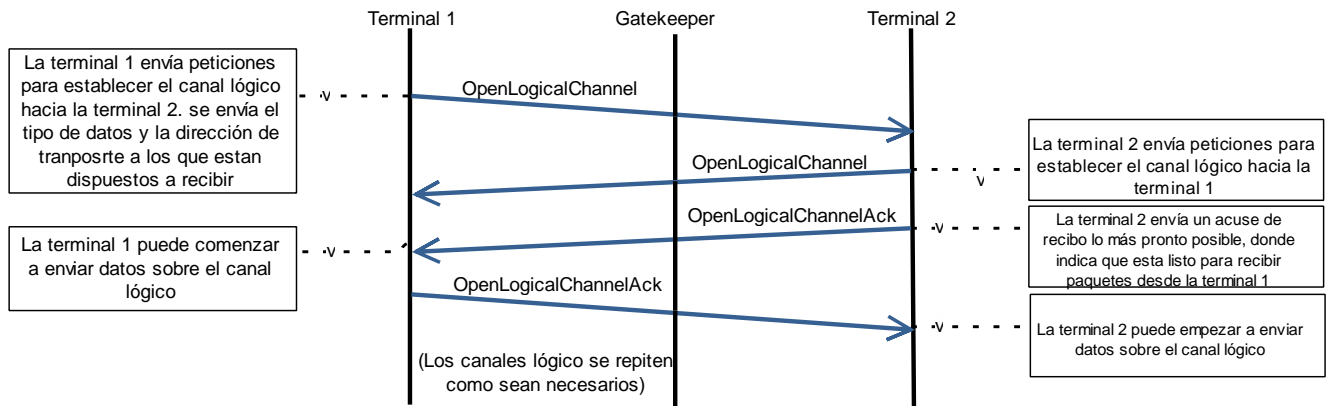 Terminal 1
Gatekeeper
Terminal 2
La terminal 1 envía peticiones
para establecer el canal lógico
hacia la terminal 2. se envía el
tipo de datos y la dirección de
tranposrte a los que estan
dispuestos a recibir
OpenLogicalChannel
OpenLogicalChannel
La terminal 2 envía peticiones para
establecer el canal lógico hacia la
terminal 1
OpenLogicalChannelAck
La terminal 2 envía un acuse de
recibo lo más pronto posible, donde
indica que esta listo para recibir
paquetes desde la terminal 1
La terminal 1 puede comenzar
a enviar datos sobre el canal
lógico
OpenLogicalChannelAck
La terminal 2 puede empezar a enviar
datos sobre el canal lógico
(Los canales lógico se repiten
como sean necesarios)